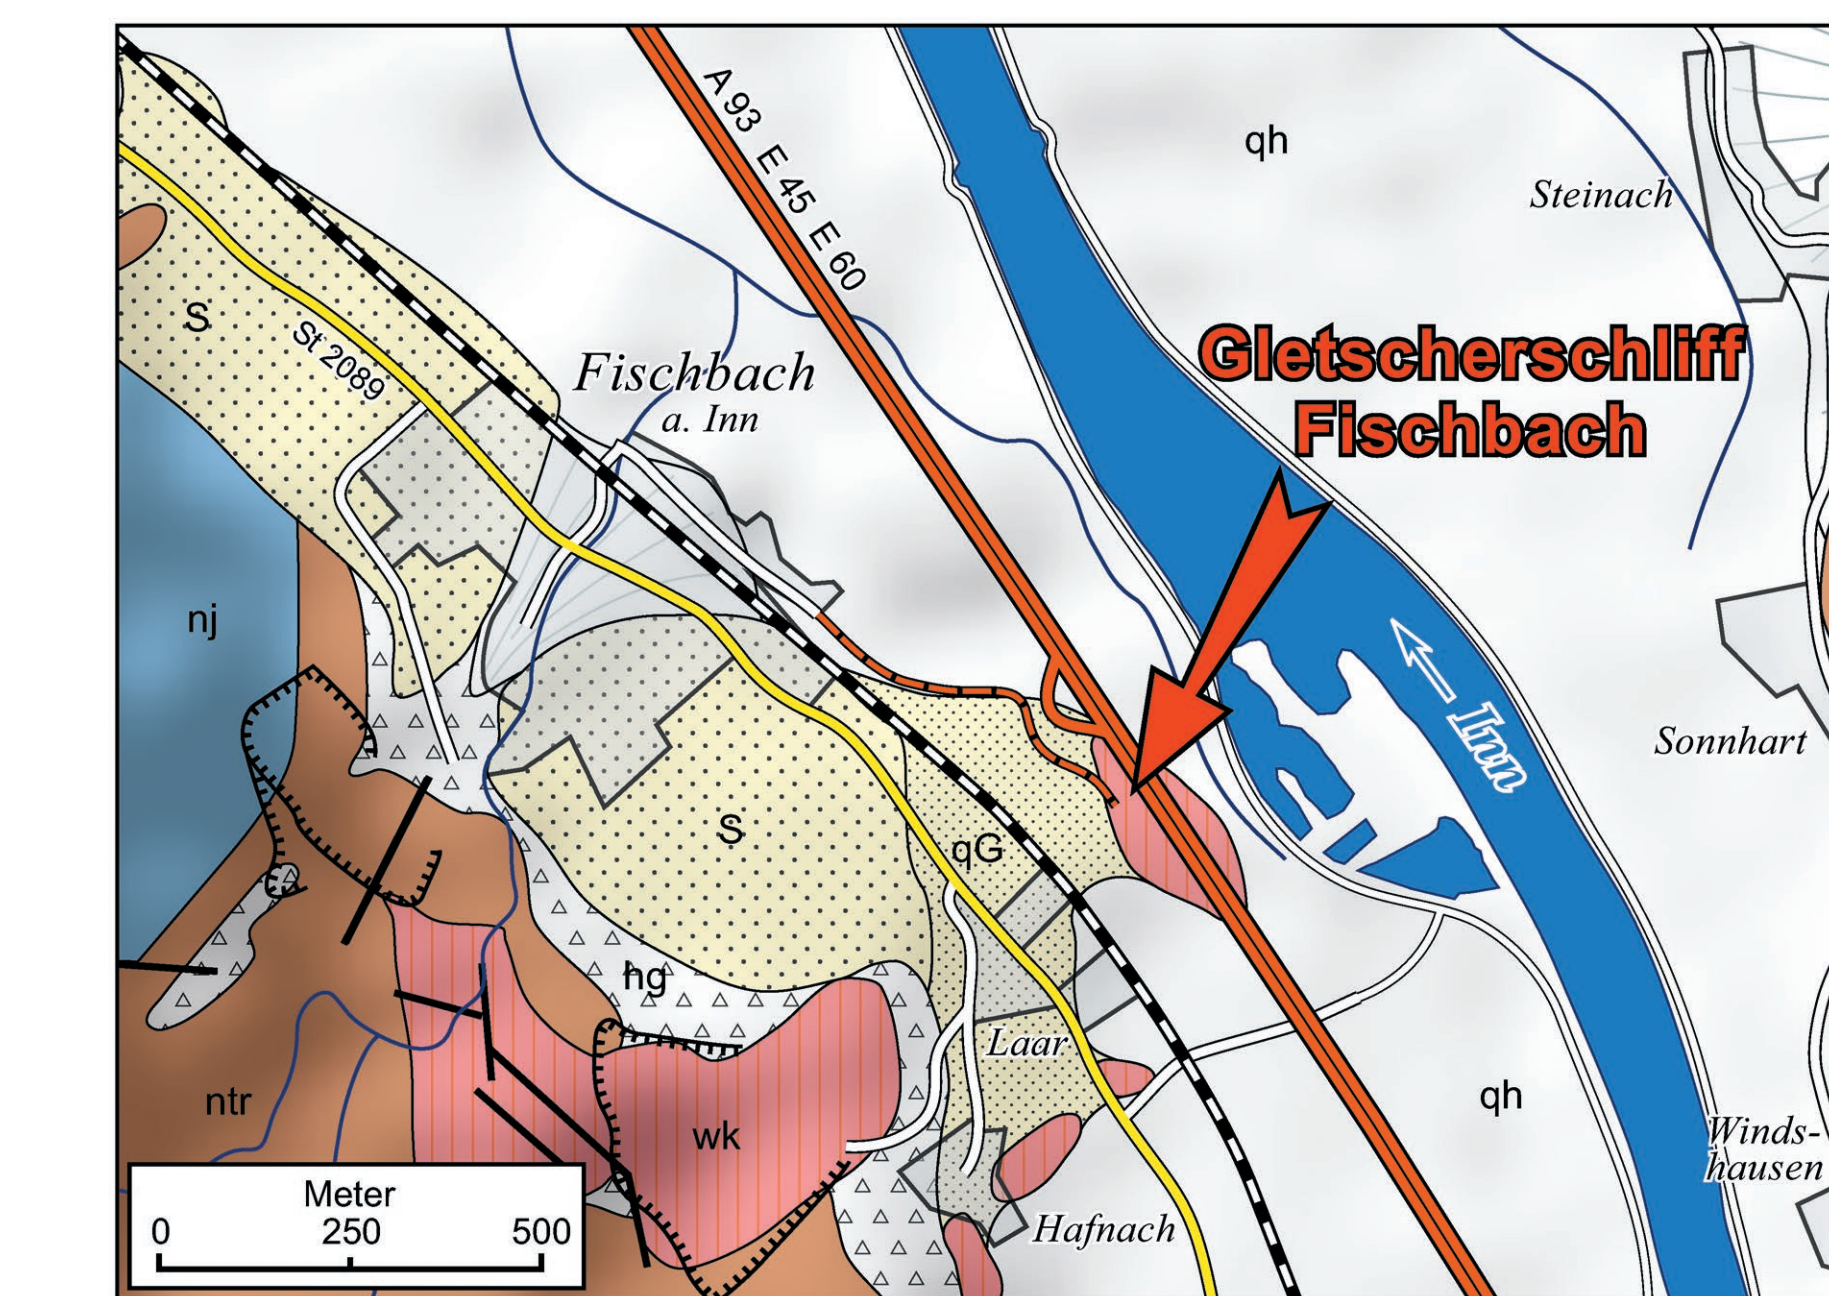 A 93 E 45 E 60
qh
Steinach
S
St 2089
Fischbach
a. Inn
Gletscherschliff
Fischbach
nj
Inn
Sonnhart
S
qG
hg
Laar
ntr
wk
qh
Winds-
hausen
Hafnach
Meter
0 250 500